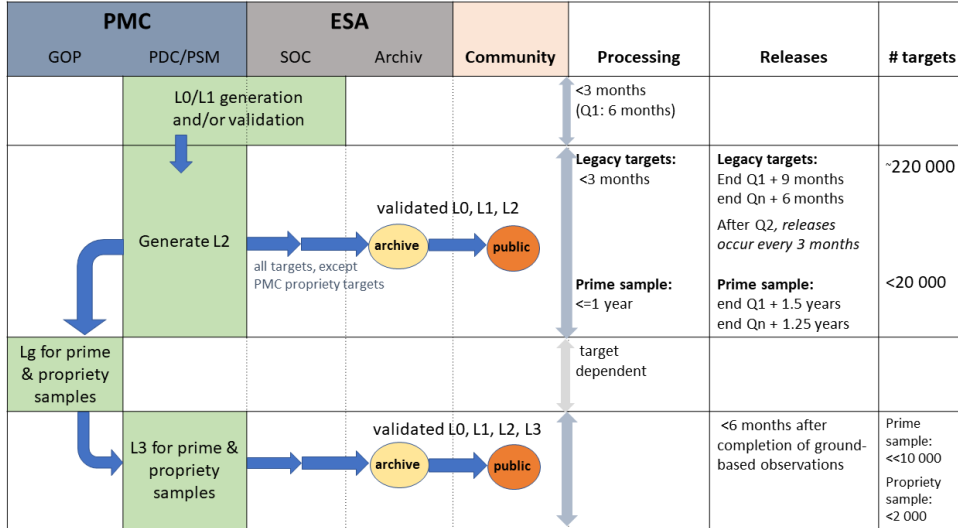 PMC
ESA
GOP
PDC/PSM
SOC
Archiv
Community
Processing
Releases
# targets
L0/L1 generation
and/or validation
<3 months
(Q1: 6 months)
Generate L2
all targets, except
PMC propriety targets
validated L0, L1, L2
archive
public
Legacy targets:
<3 months
Prime sample:
<=1 year
Legacy targets:
End Q1 + 9 months
end Qn + 6 months
After Q2, releases
occur every 3 months
Prime sample:
end Q1 + 1.5 years
end Qn + 1.25 years
~220 000
<20 000
Lg for prime
& propriety
samples
target
dependent
L3 for prime &
propriety
samples
validated L0, L1, L2, L3
archive
public
<6 months after
completion of ground-
based observations
Prime
sample:
<<10 000
Propriety
sample:
<2 000